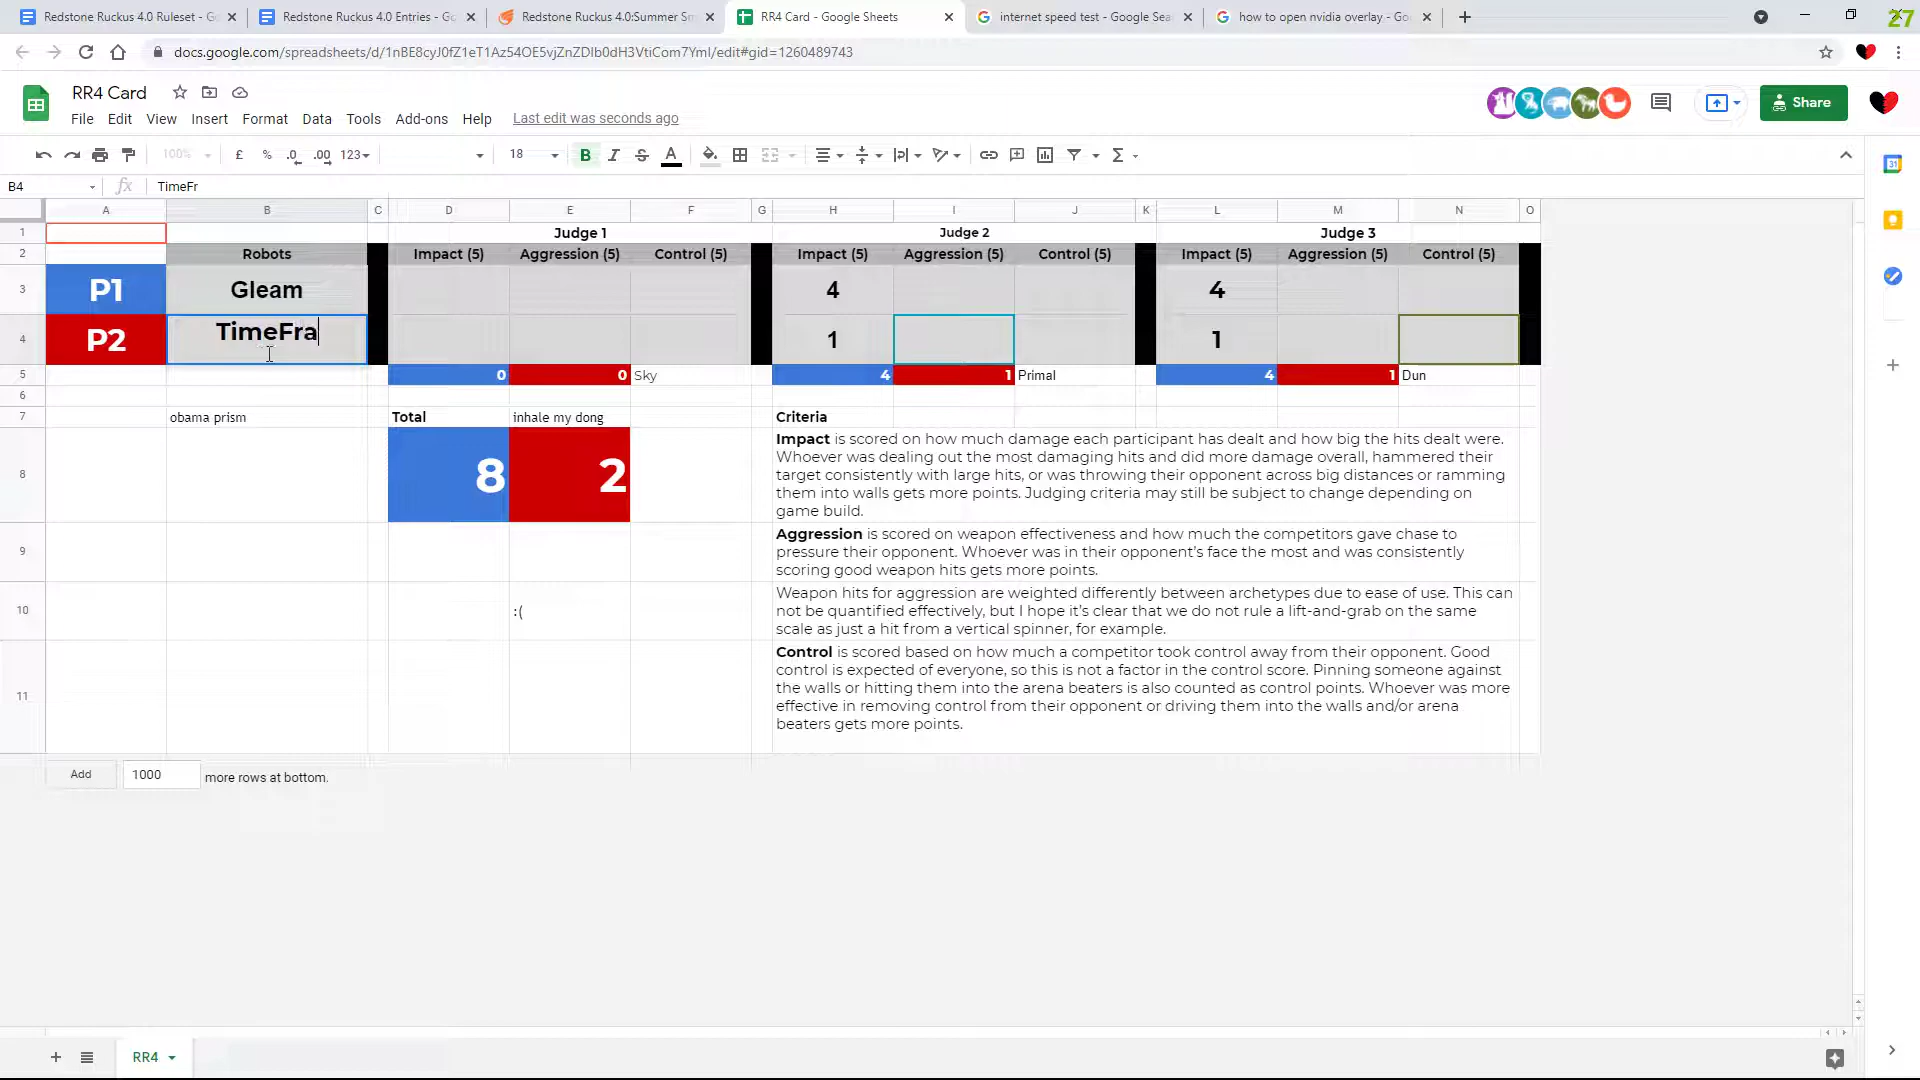 Redstone Ruckus 4.0 Ruleset - G
Redstone Ruckus 4.0 Entries - Go
Redstone Ruckus 4.0:Summer Sm
RR4 Card - Google Sheets
internet speed test - Google Sea
how to open nvidia overlay - Go
27
docs.google.com/spreadsheets/d/1nBE8cyJ0fZ1eT1Az54OE5vjZnZDIb0dH3VtiCom7YmI/edit#gid=1260489743
RR4 Card
File Edit View Insert Format Data Tools Add-ons Help Last edit was seconds ago
Share
100% £ % .0 .00 123 18 B I S A Σ
31
B4 fx TimeFr
A B C D E F G H I J K L M N O
1 Judge 1 Judge 2 Judge 3
2 Robots Impact (5) Aggression (5) Control (5) Impact (5) Aggression (5) Control (5) Impact (5) Aggression (5) Control (5)
3 P1 Gleam 4 4
4 P2 TimeFra 1 1
5 0 0 Sky 4 1 Primal 4 1 Dun
6
7 obama prism Total inhale my dong Criteria
8 8 2
Impact is scored on how much damage each participant has dealt and how big the hits dealt were.
Whoever was dealing out the most damaging hits and did more damage overall, hammered their
target consistently with large hits, or was throwing their opponent across big distances or ramming
them into walls gets more points. Judging criteria may still be subject to change depending on
game build.
9
Aggression is scored on weapon effectiveness and how much the competitors gave chase to
pressure their opponent. Whoever was in their opponent's face the most and was consistently
scoring good weapon hits gets more points.
10 :(
Weapon hits for aggression are weighted differently between archetypes due to ease of use. This can
not be quantified effectively, but I hope it's clear that we do not rule a lift-and-grab on the same
scale as just a hit from a vertical spinner, for example.
11
Control is scored based on how much a competitor took control away from their opponent. Good
control is expected of everyone, so this is not a factor in the control score. Pinning someone against
the walls or hitting them into the arena beaters is also counted as control points. Whoever was more
effective in removing control from their opponent or driving them into the walls and/or arena
beaters gets more points.
Add 1000 more rows at bottom.
RR4